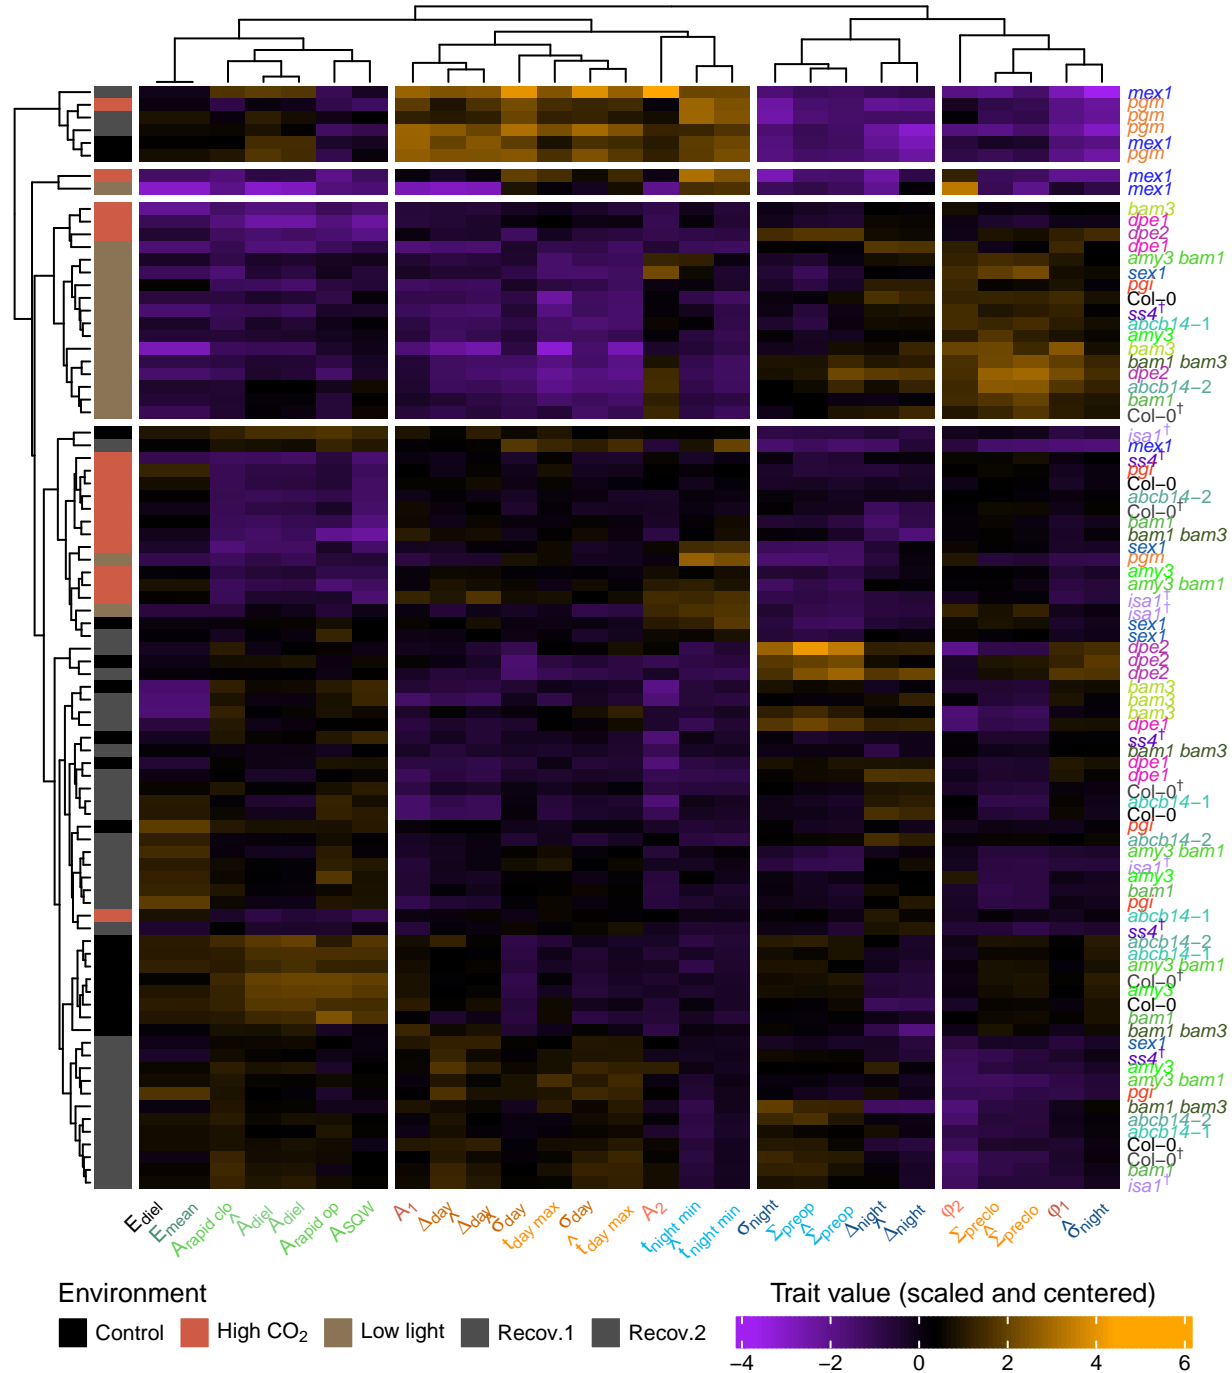 mex1
pgm
pgm
pgm
mex1
pgm
mex1
mex1
bam3
dpe1
dpe2
dpe1
amy3 bam1
sex1
pgi
Col−0
ss4†
abcb14−1
amy3
bam3
bam1 bam3
dpe2
abcb14−2
bam1
Col−0†
isa1†
mex1
ss4†
pgi
Col−0
abcb14−2
Col−0†
bam1
bam1 bam3
sex1
pgm
amy3
amy3 bam1
isa1†
isa1†
sex1
sex1
dpe2
dpe2
dpe2
bam3
bam3
bam3
dpe1
ss4†
bam1 bam3
dpe1
dpe1
Col−0†
abcb14−1
Col−0
pgi
abcb14−2
amy3 bam1
isa1†
amy3
bam1
pgi
abcb14−1
ss4†
abcb14−2
abcb14−1
amy3 bam1
Col−0†
amy3
Col−0
bam1
bam1 bam3
sex1
ss4†
amy3
amy3 bam1
pgi
bam1 bam3
abcb14−2
abcb14−1
Col−0
Col−0†
bam1
isa1†
Ediel
Emean
Arapid clo
Âdiel
Adiel
Arapid op
ASQW
A1
Δday
Δ̂day
σ̂day
tday max
σday
t̂day max
A2
tnight min
t̂night min
σnight
Σpreop
Σ̂preop
Δnight
Δ̂night
φ2
Σpreclo
Σ̂preclo
φ1
σ̂night
Environment
Control High CO2 Low light Recov.1 Recov.2
Trait value (scaled and centered)
−4 −2 0 2 4 6